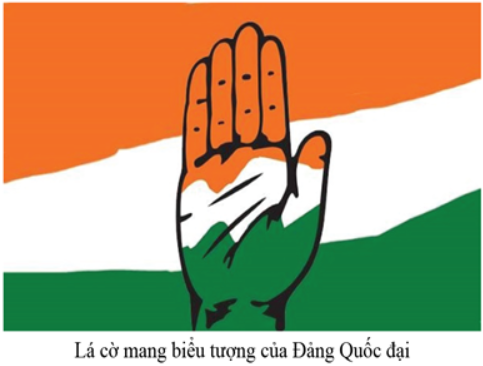 Lá cờ mang biểu tượng của Đảng Quốc đại